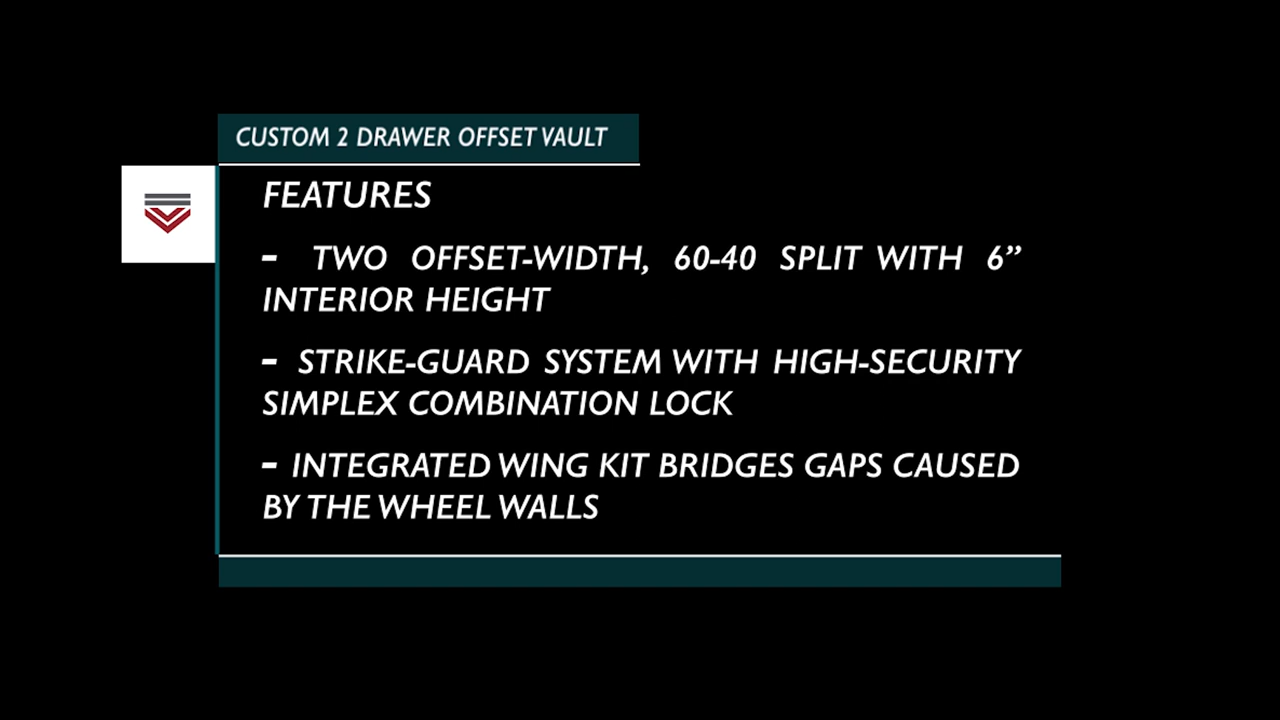 CUSTOM 2 DRAWER OFFSET VAULT
FEATURES
- TWO OFFSET-WIDTH, 60-40 SPLIT WITH 6”
INTERIOR HEIGHT
- STRIKE-GUARD SYSTEM WITH HIGH-SECURITY
SIMPLEX COMBINATION LOCK
- INTEGRATED WING KIT BRIDGES GAPS CAUSED
BY THE WHEEL WALLS